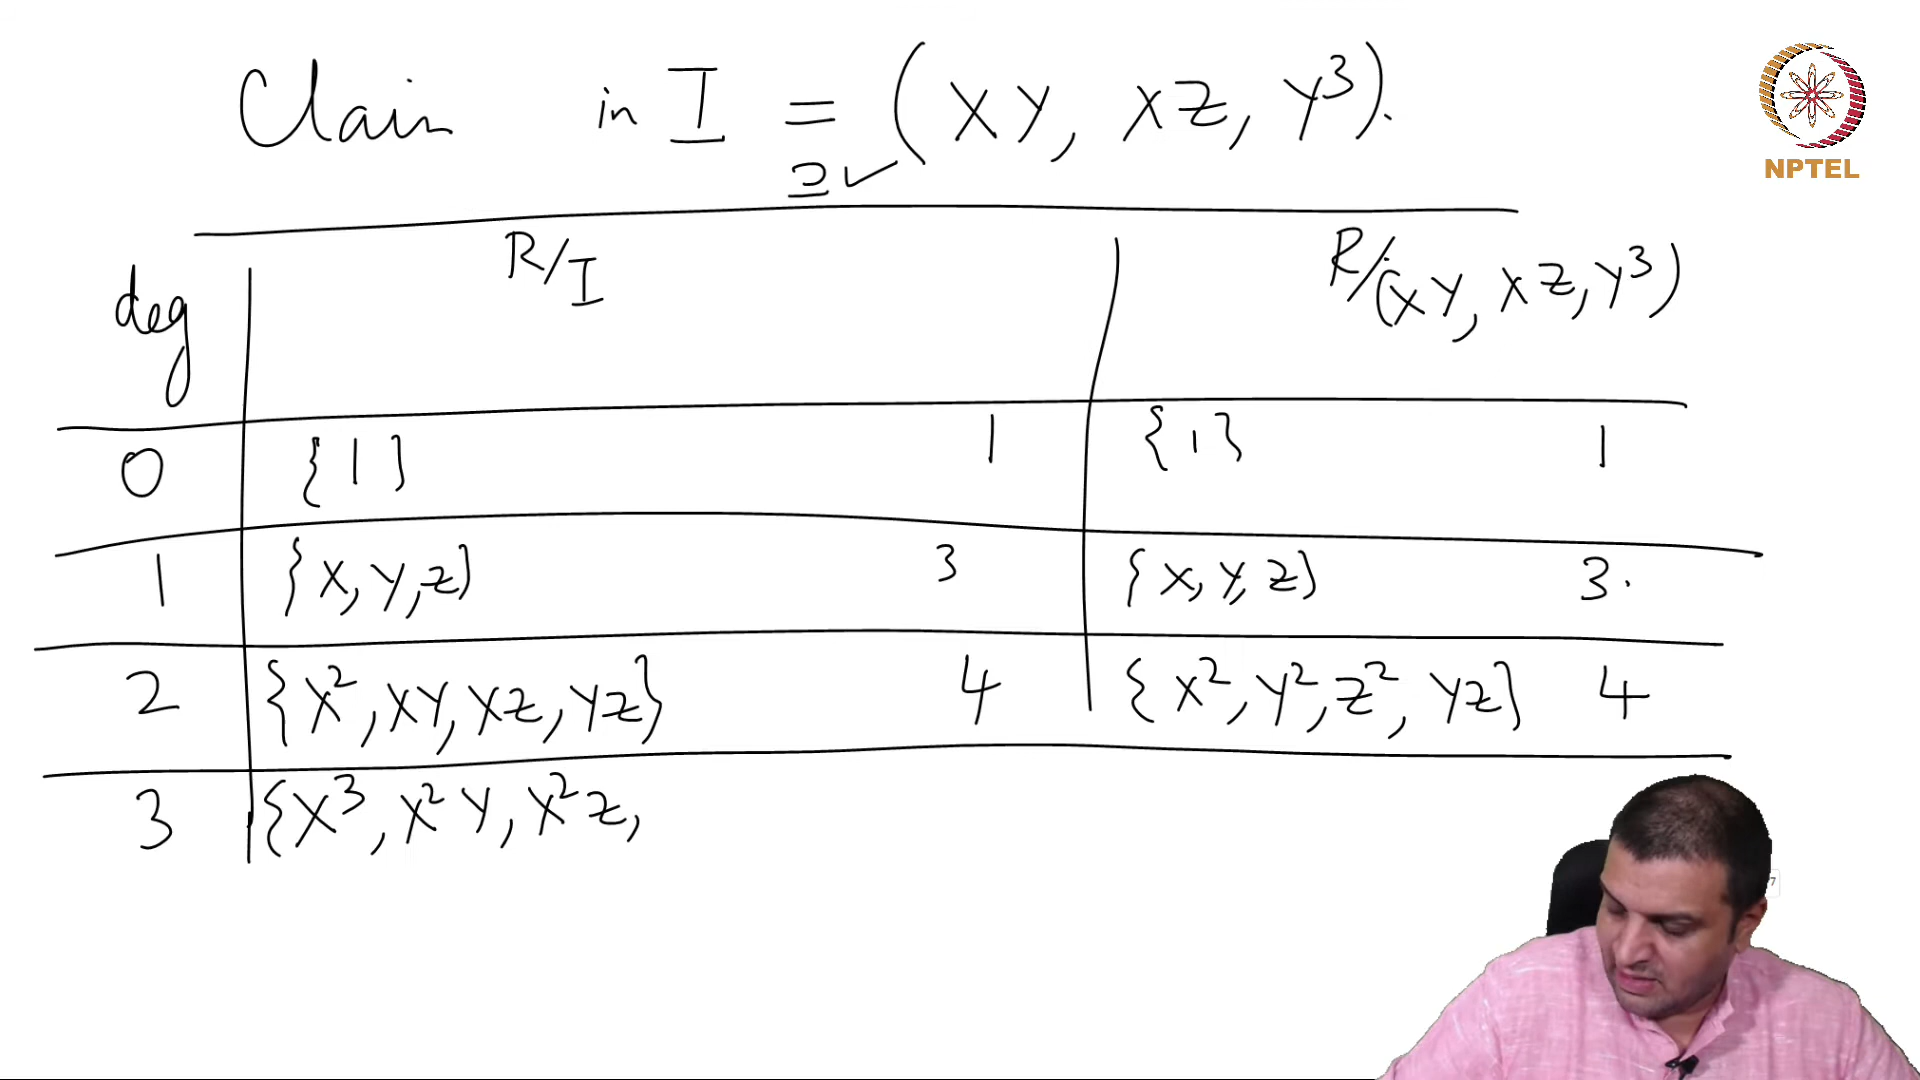 Claim in I = (XY, XZ, Y³).
⊇ ✓
NPTEL
deg R/I R/(XY, XZ, Y³)
0 {1} 1 {1} 1
1 {X, Y, Z} 3 {X, Y, Z} 3.
2 {X², XY, XZ, YZ} 4 {X², Y², Z², YZ} 4
3 {X³, X²Y, X²Z,